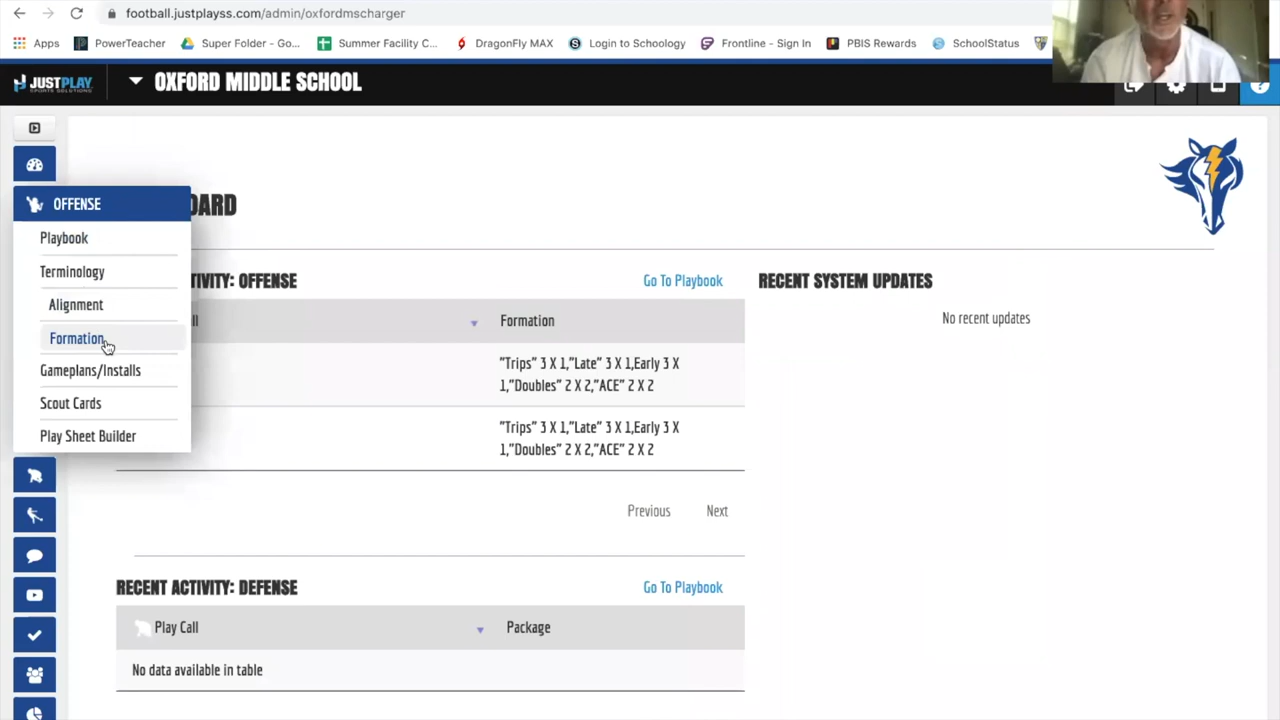 football.justplayss.com/admin/oxfordmscharger
Apps PowerTeacher Super Folder - Go... Summer Facility C... DragonFly MAX Login to Schoology Frontline - Sign In PBIS Rewards SchoolStatus
JUSTPLAY OXFORD MIDDLE SCHOOL
SPORTS SOLUTIONS
OFFENSE
Playbook
Terminology
Alignment
Formation
Gameplans/Installs
Scout Cards
Play Sheet Builder
OARD
TIVITY: OFFENSE Go To Playbook
ll Formation
"Trips" 3 X 1,"Late" 3 X 1,Early 3 X
1,"Doubles" 2 X 2,"ACE" 2 X 2
"Trips" 3 X 1,"Late" 3 X 1,Early 3 X
1,"Doubles" 2 X 2,"ACE" 2 X 2
Previous Next
RECENT ACTIVITY: DEFENSE Go To Playbook
Play Call Package
No data available in table
RECENT SYSTEM UPDATES
No recent updates